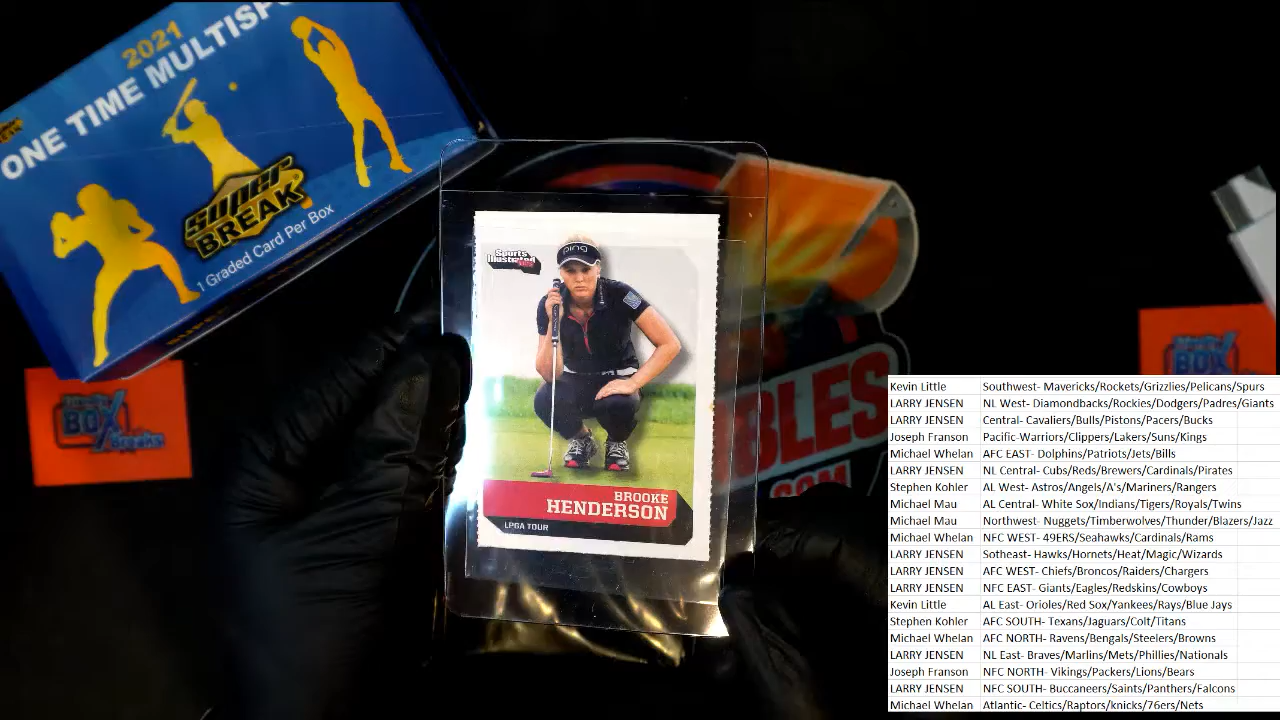 2021
ONE TIME MULTISP
SUPER
BREAK
1 Graded Card Per Box
Sports
Illustrated
ping
BROOKE
HENDERSON
LPGA TOUR
BOX
Breaks
BOX
BLES
.COM
Kevin Little Southwest- Mavericks/Rockets/Grizzlies/Pelicans/Spurs
LARRY JENSEN NL West- Diamondbacks/Rockies/Dodgers/Padres/Giants
LARRY JENSEN Central- Cavaliers/Bulls/Pistons/Pacers/Bucks
Joseph Franson Pacific-Warriors/Clippers/Lakers/Suns/Kings
Michael Whelan AFC EAST- Dolphins/Patriots/Jets/Bills
LARRY JENSEN NL Central- Cubs/Reds/Brewers/Cardinals/Pirates
Stephen Kohler AL West- Astros/Angels/A's/Mariners/Rangers
Michael Mau AL Central- White Sox/Indians/Tigers/Royals/Twins
Michael Mau Northwest- Nuggets/Timberwolves/Thunder/Blazers/Jazz
Michael Whelan NFC WEST- 49ERS/Seahawks/Cardinals/Rams
LARRY JENSEN Sotheast- Hawks/Hornets/Heat/Magic/Wizards
LARRY JENSEN AFC WEST- Chiefs/Broncos/Raiders/Chargers
LARRY JENSEN NFC EAST- Giants/Eagles/Redskins/Cowboys
Kevin Little AL East- Orioles/Red Sox/Yankees/Rays/Blue Jays
Stephen Kohler AFC SOUTH- Texans/Jaguars/Colt/Titans
Michael Whelan AFC NORTH- Ravens/Bengals/Steelers/Browns
LARRY JENSEN NL East- Braves/Marlins/Mets/Phillies/Nationals
Joseph Franson NFC NORTH- Vikings/Packers/Lions/Bears
LARRY JENSEN NFC SOUTH- Buccaneers/Saints/Panthers/Falcons
Michael Whelan Atlantic- Celtics/Raptors/knicks/76ers/Nets